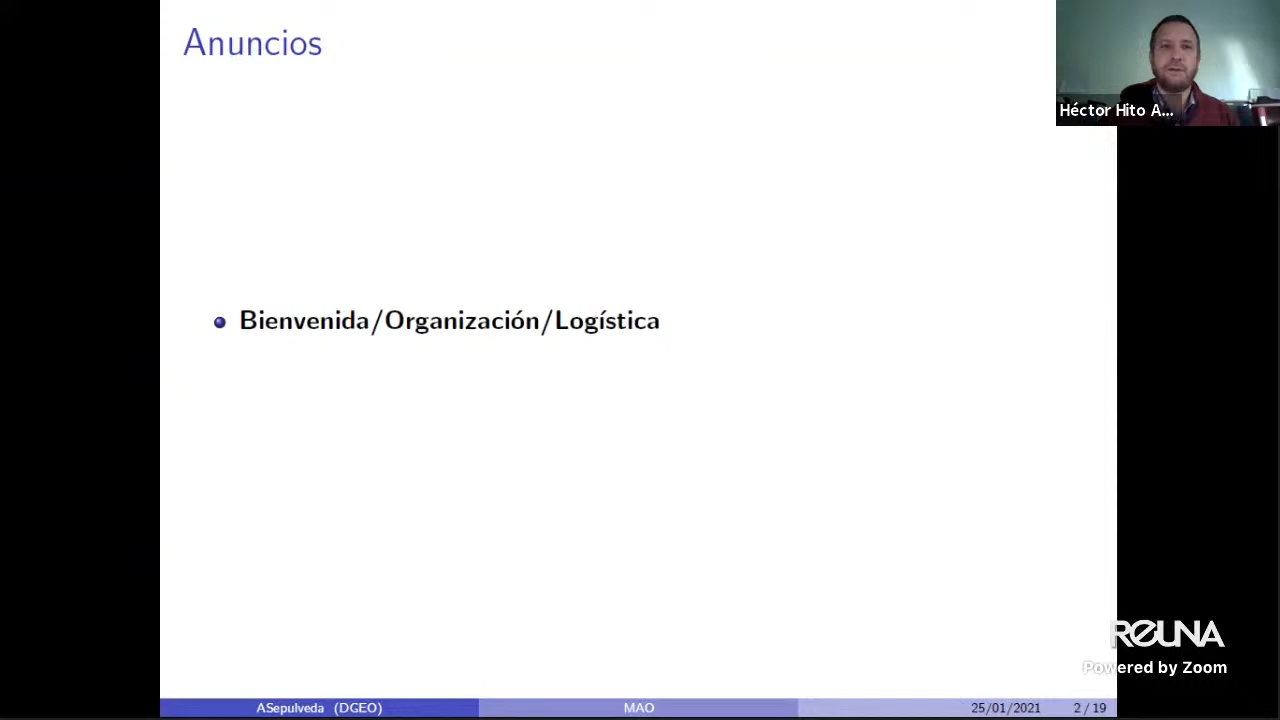 Anuncios
Héctor Hito A...
Bienvenida/Organización/Logística
REUNA
Powered by Zoom
ASepulveda (DGEO)
MAO
25/01/2021
2 / 19